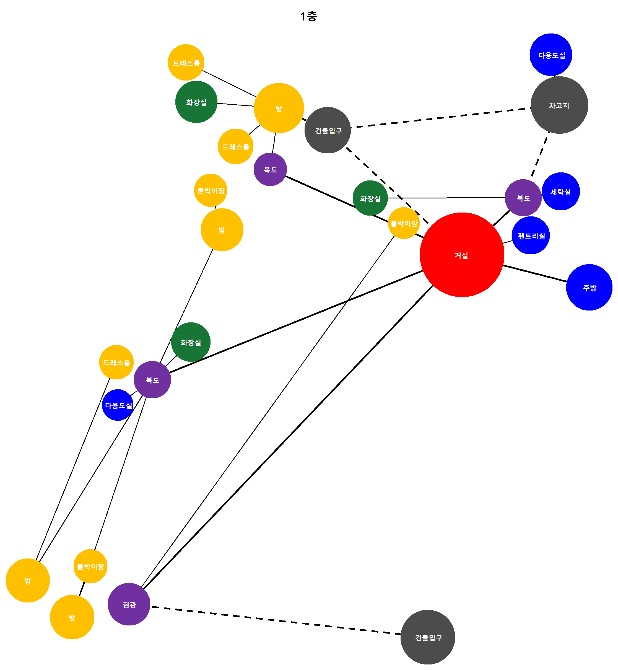 1층
드레스룸
다용도실
화장실
방
차고지
건물입구
드레스룸
복도
붙박이장
화장실
복도
세탁실
붙박이장
방
팬트리실
거실
주방
화장실
드레스룸
복도
다용도실
붙박이장
방
현관
방
건물입구